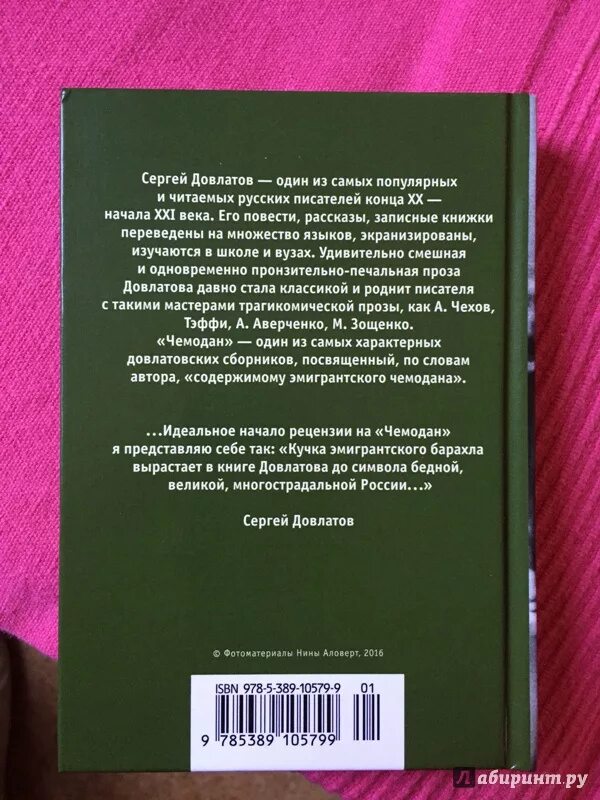 Сергей Довлатов — один из самых популярных
и читаемых русских писателей конца XX —
начала XXI века. Его повести, рассказы, записные книжки
переведены на множество языков, экранизированы,
изучаются в школе и вузах. Удивительно смешная
и одновременно пронзительно-печальная проза
Довлатова давно стала классикой и роднит писателя
с такими мастерами трагикомической прозы, как А. Чехов,
Тэффи, А. Аверченко, М. Зощенко.
«Чемодан» — один из самых характерных
довлатовских сборников, посвященный, по словам
автора, «содержимому эмигрантского чемодана».
...Идеальное начало рецензии на «Чемодан»
я представляю себе так: «Кучка эмигрантского барахла
вырастает в книге Довлатова до символа бедной,
великой, многострадальной России...»
Сергей Довлатов
© Фотоматериалы Нины Аловерт, 2016
ISBN 978-5-389-10579-9 01
9 785389 105799
Лабиринт.ру